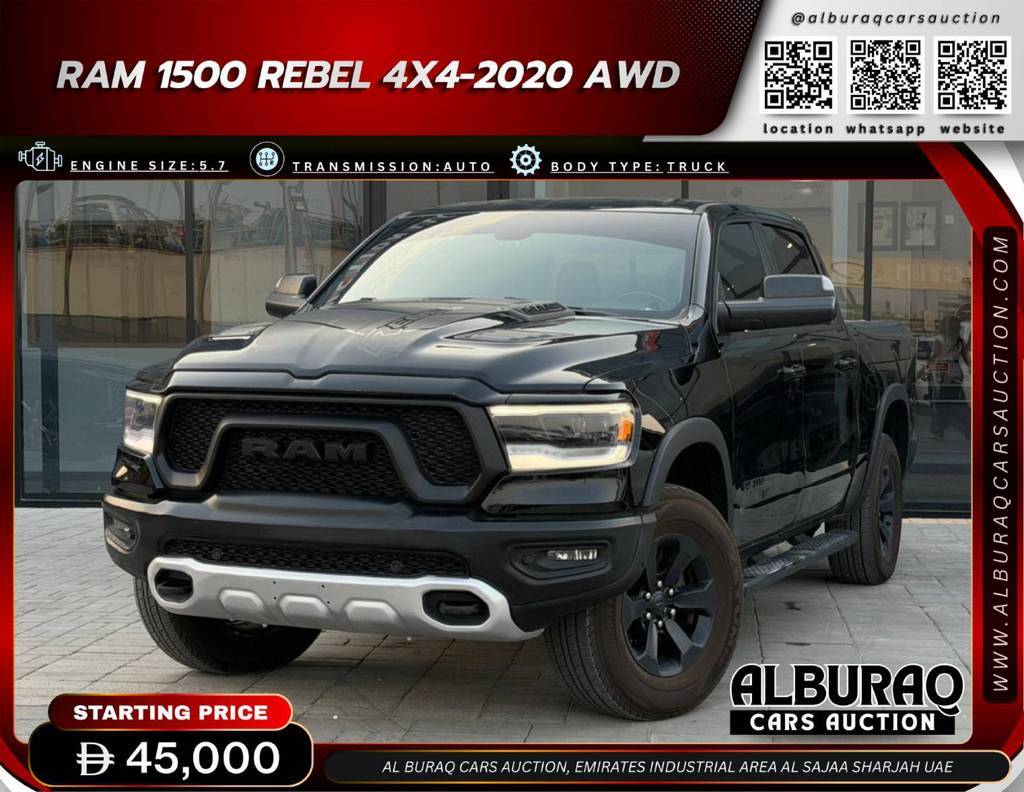 @alburaqcarsauction
RAM 1500 REBEL 4X4-2020 AWD
location whatsapp website
ENGINE SIZE:5.7 TRANSMISSION:AUTO BODY TYPE: TRUCK
RAM
WWW.ALBURAQCARSAUCTION.COM
ALBURAQ
CARS AUCTION
STARTING PRICE
45,000
AL BURAQ CARS AUCTION, EMIRATES INDUSTRIAL AREA AL SAJAA SHARJAH UAE